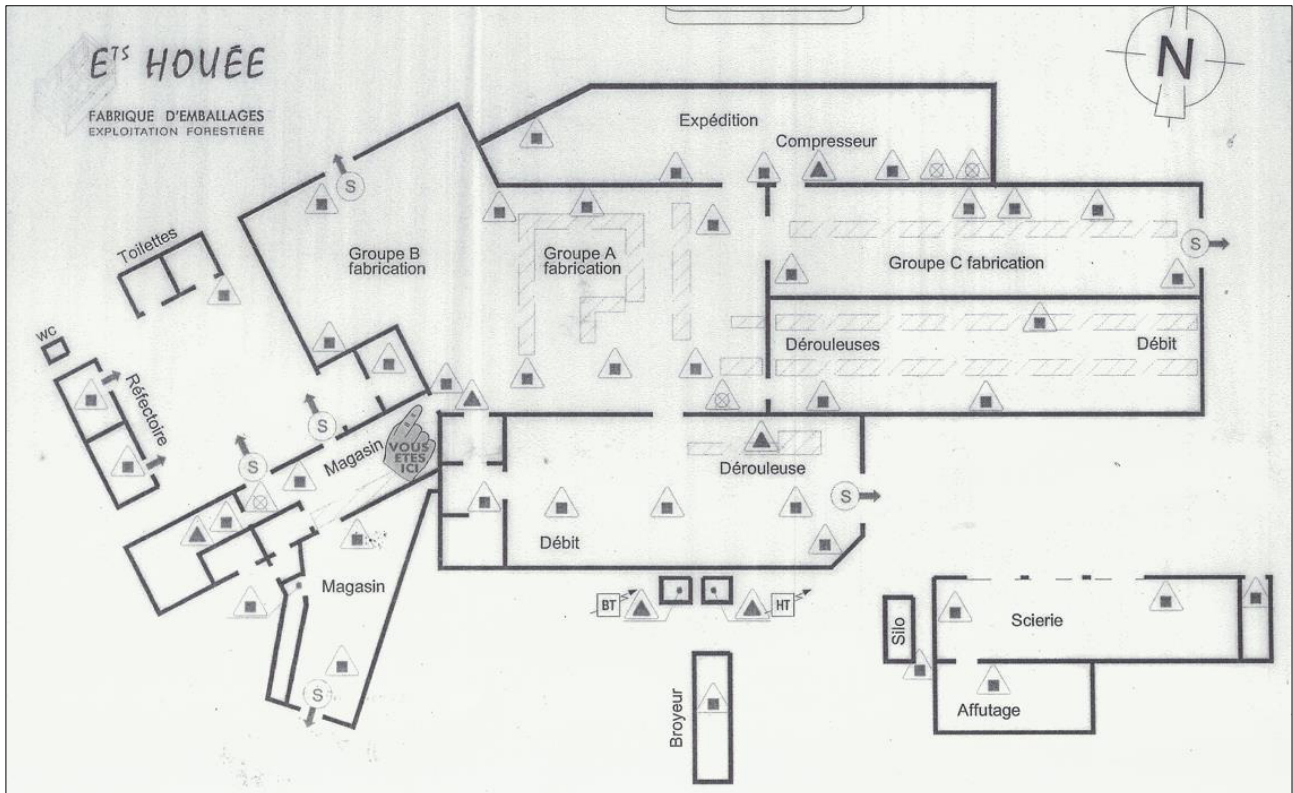 ETS HOUÉE
FABRIQUE D'EMBALLAGES
EXPLOITATION FORESTIÈRE
N
Expédition
Compresseur
S
Toilettes
Groupe B
fabrication
Groupe A
fabrication
Groupe C fabrication
S
WC
Réfectoire
Dérouleuses
Débit
S
S
Magasin
VOUS
ÊTES
ICI
Dérouleuse
S
Débit
Magasin
S
BT
HT
Silo
Scierie
Broyeur
Affutage